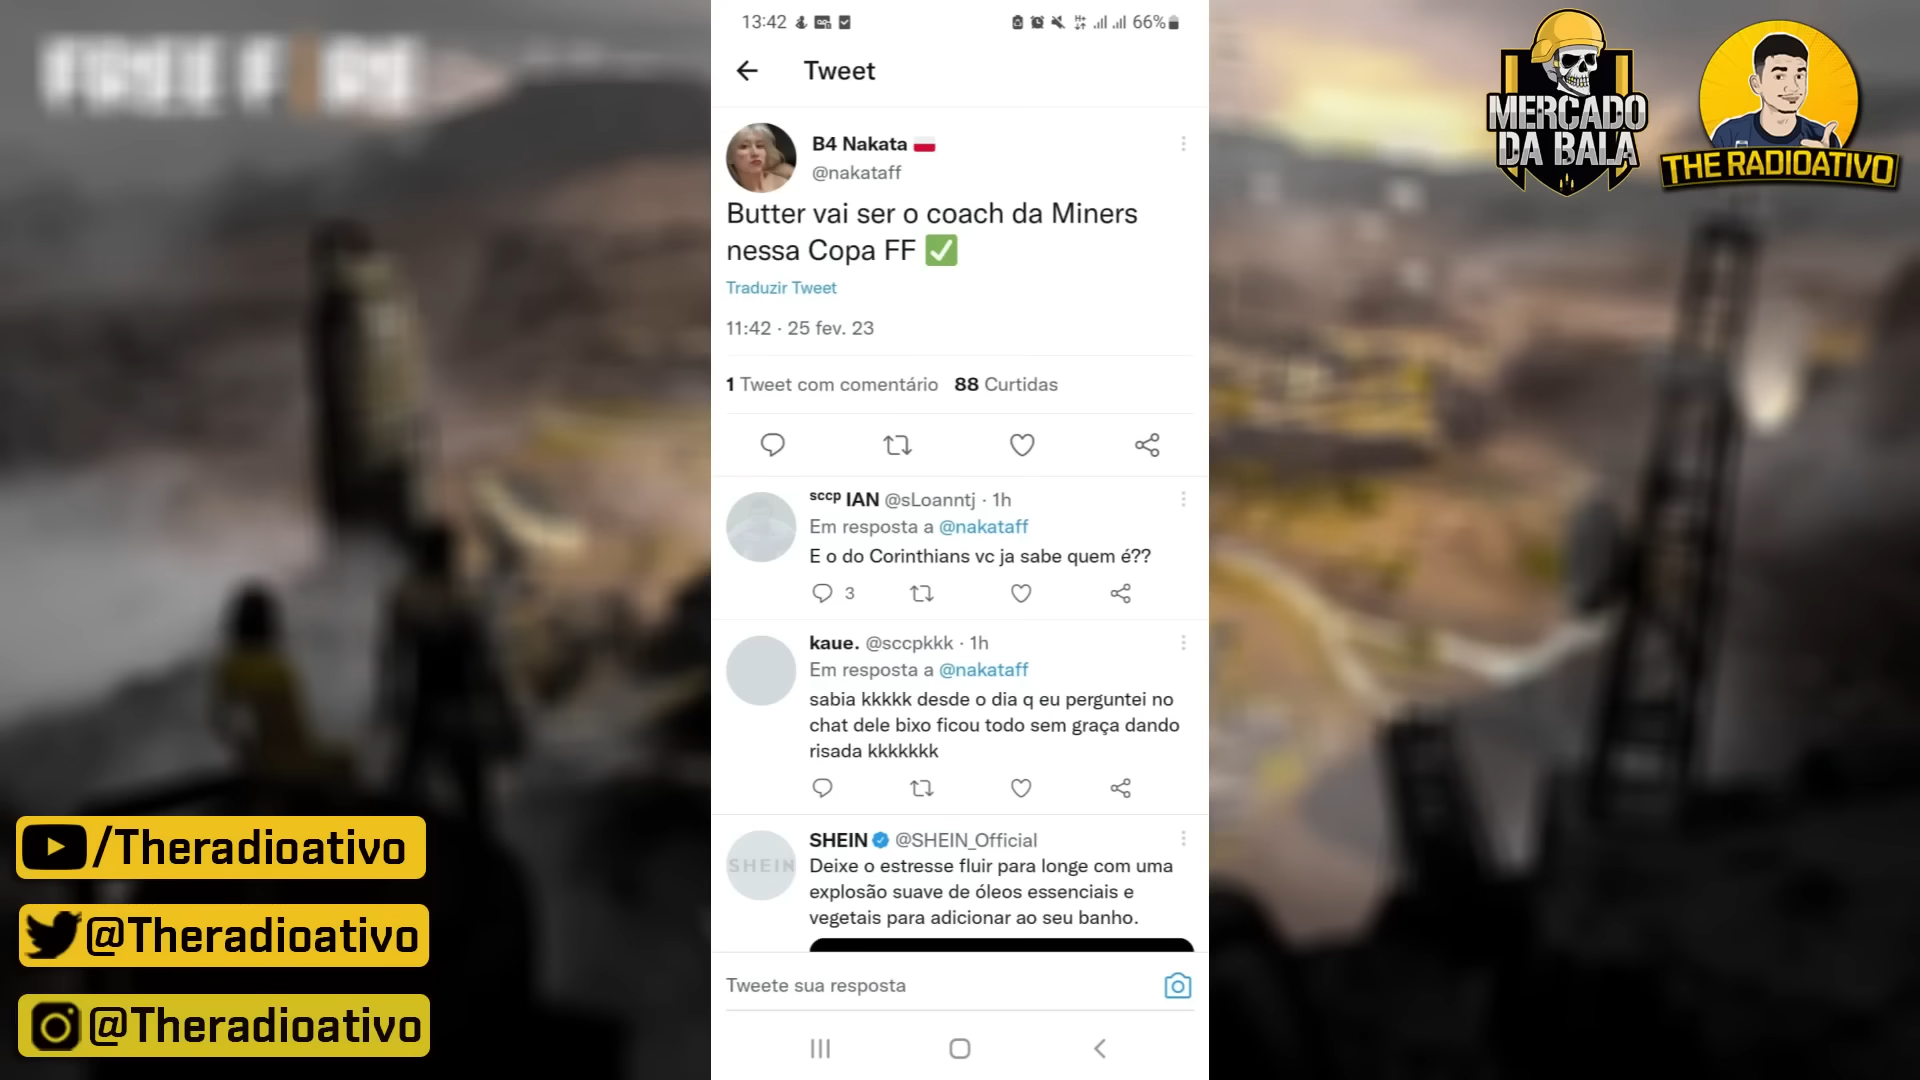 FREE FIRE
13:42
66%
Tweet
B4 Nakata
@nakataff
Butter vai ser o coach da Miners
nessa Copa FF ✅
Traduzir Tweet
11:42 · 25 fev. 23
1 Tweet com comentário 88 Curtidas
sccp IAN @sLoanntj · 1h
Em resposta a @nakataff
E o do Corinthians vc ja sabe quem é??
3
kaue. @sccpkkk · 1h
Em resposta a @nakataff
sabia kkkkk desde o dia q eu perguntei no
chat dele bixo ficou todo sem graça dando
risada kkkkkkk
SHEIN @SHEIN_Official
SHEIN
Deixe o estresse fluir para longe com uma
explosão suave de óleos essenciais e
vegetais para adicionar ao seu banho.
Tweete sua resposta
MERCADO
DA BALA
THE RADIOATIVO
/Theradioativo
@Theradioativo
@Theradioativo